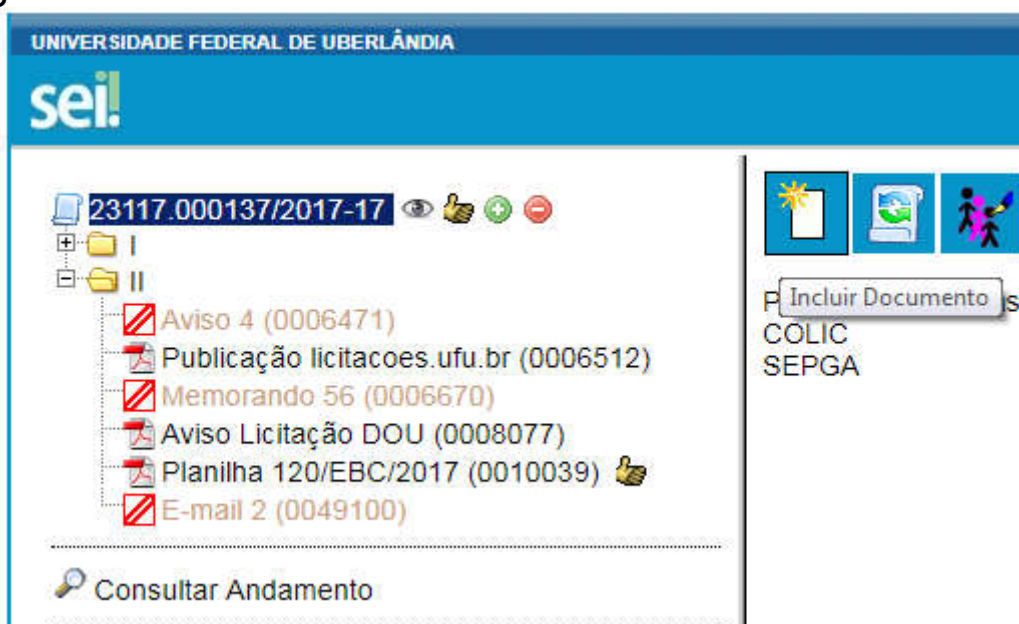 UNIVERSIDADE FEDERAL DE UBERLÂNDIA
sei!
23117.000137/2017-17
I
II
Aviso 4 (0006471)
Publicação licitacoes.ufu.br (0006512)
Memorando 56 (0006670)
Aviso Licitação DOU (0008077)
Planilha 120/EBC/2017 (0010039)
E-mail 2 (0049100)
Consultar Andamento
Incluir Documento
COLIC
SEPGA